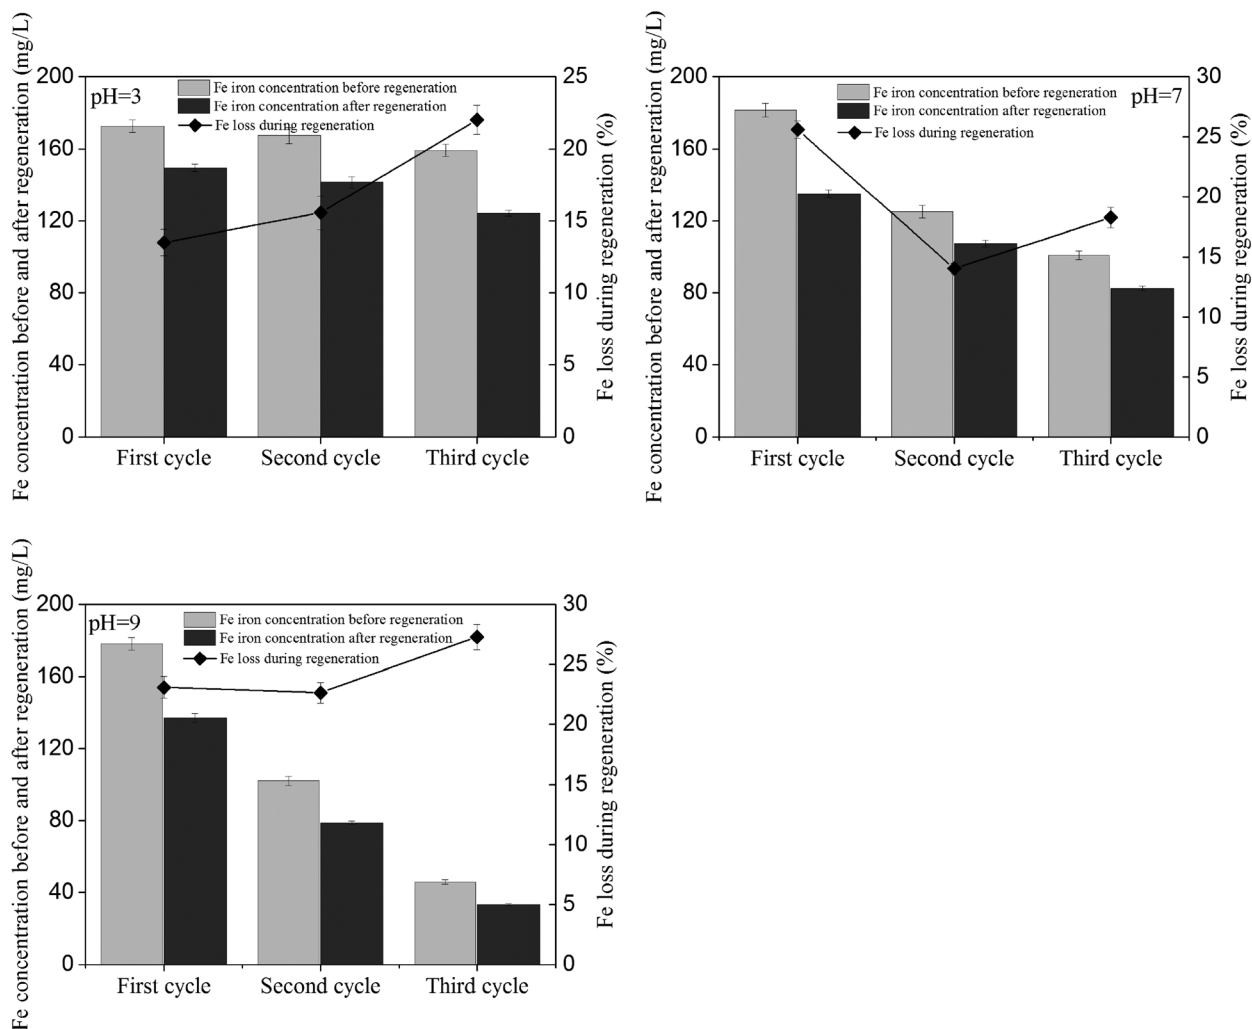 Fe concentration before and after regeneration (mg/L)
200
160
120
80
40
0
pH=3
Fe iron concentration before regeneration
Fe iron concentration after regeneration
Fe loss during regeneration
25
20
15
10
5
0
Fe loss during regeneration (%)
First cycle Second cycle Third cycle
Fe concentration before and after regeneration (mg/L)
200
160
120
80
40
0
Fe iron concentration before regeneration
Fe iron concentration after regeneration
Fe loss during regeneration
pH=7
30
25
20
15
10
5
0
Fe loss during regeneration (%)
First cycle Second cycle Third cycle
Fe concentration before and after regeneration (mg/L)
200
160
120
80
40
0
pH=9
Fe iron concentration before regeneration
Fe iron concentration after regeneration
Fe loss during regeneration
30
25
20
15
10
5
0
Fe loss during regeneration (%)
First cycle Second cycle Third cycle